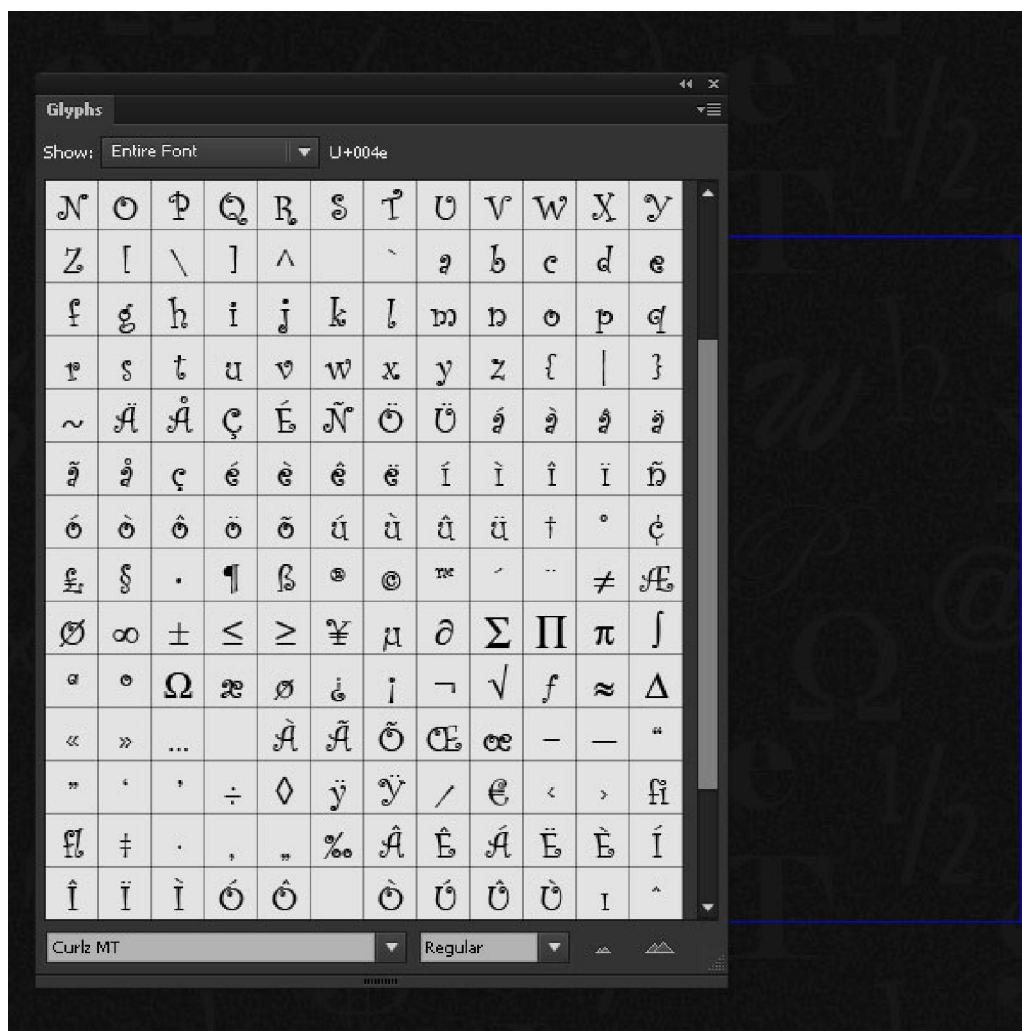 Glyphs
Show: Entire Font U+004e
N O P Q R S T U V W X Y
Z [ \ ] ^ ` a b c d e
f g h i j k l m n o p q
r s t u v w x y z { | }
~ Ä Å Ç É Ñ Ö Ü á à â ä
ã å ç é è ê ë í ì î ï ñ
ó ò ô ö õ ú ù û ü † ° ¢
£ § · ¶ ß ® © ™ ´ ¨ ≠ Æ
Ø ∞ ± ≤ ≥ ¥ µ ∂ Σ Π π ∫
ª º Ω æ ø ¿ ¡ ¬ √ ƒ ≈ Δ
« » … À Ã Õ Œ œ – — “
” ‘ ’ ÷ ◊ ÿ Ÿ ⁄ € ‹ › fi
fl ‡ · ‚ „ ‰ Â Ê Á Ë È Í
Î Ï Ì Ó Ô Ò Ú Û Ù ı ˆ
Curlz MT Regular